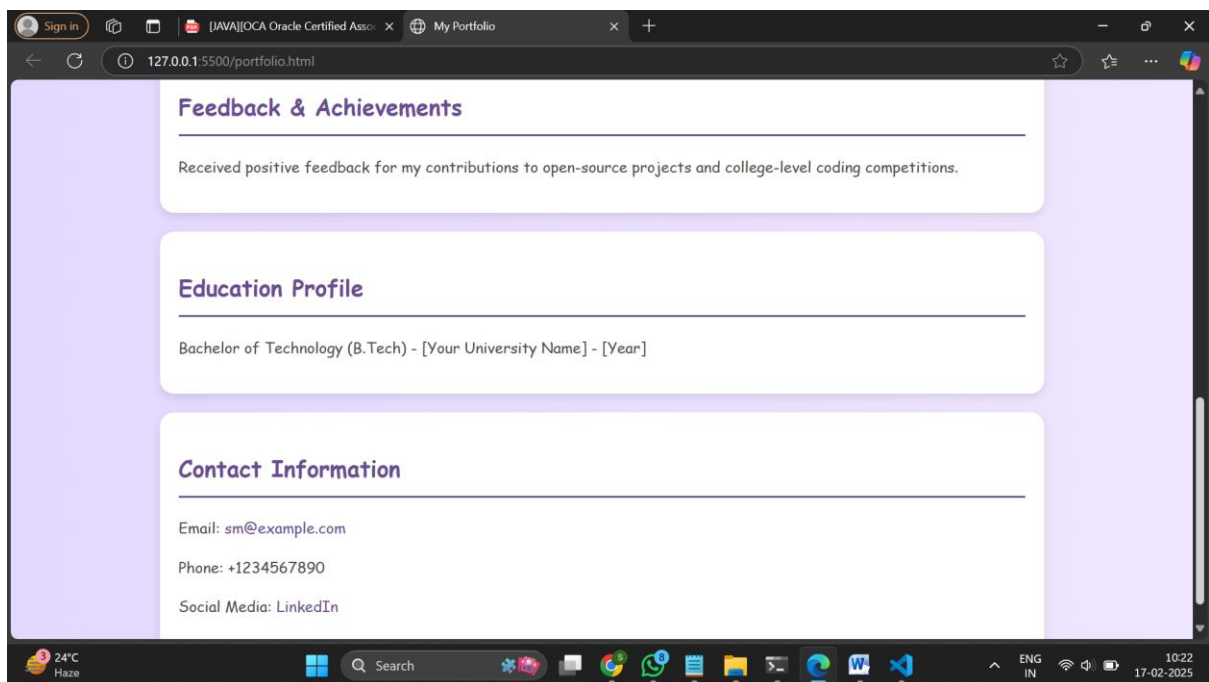 Sign in
[JAVA][OCA Oracle Certified Asso
My Portfolio
127.0.0.1:5500/portfolio.html
Feedback & Achievements
Received positive feedback for my contributions to open-source projects and college-level coding competitions.
Education Profile
Bachelor of Technology (B.Tech) - [Your University Name] - [Year]
Contact Information
Email: sm@example.com
Phone: +1234567890
Social Media: LinkedIn
3
24°C
Haze
Search
S
8
W
ENG
IN
10:22
17-02-2025